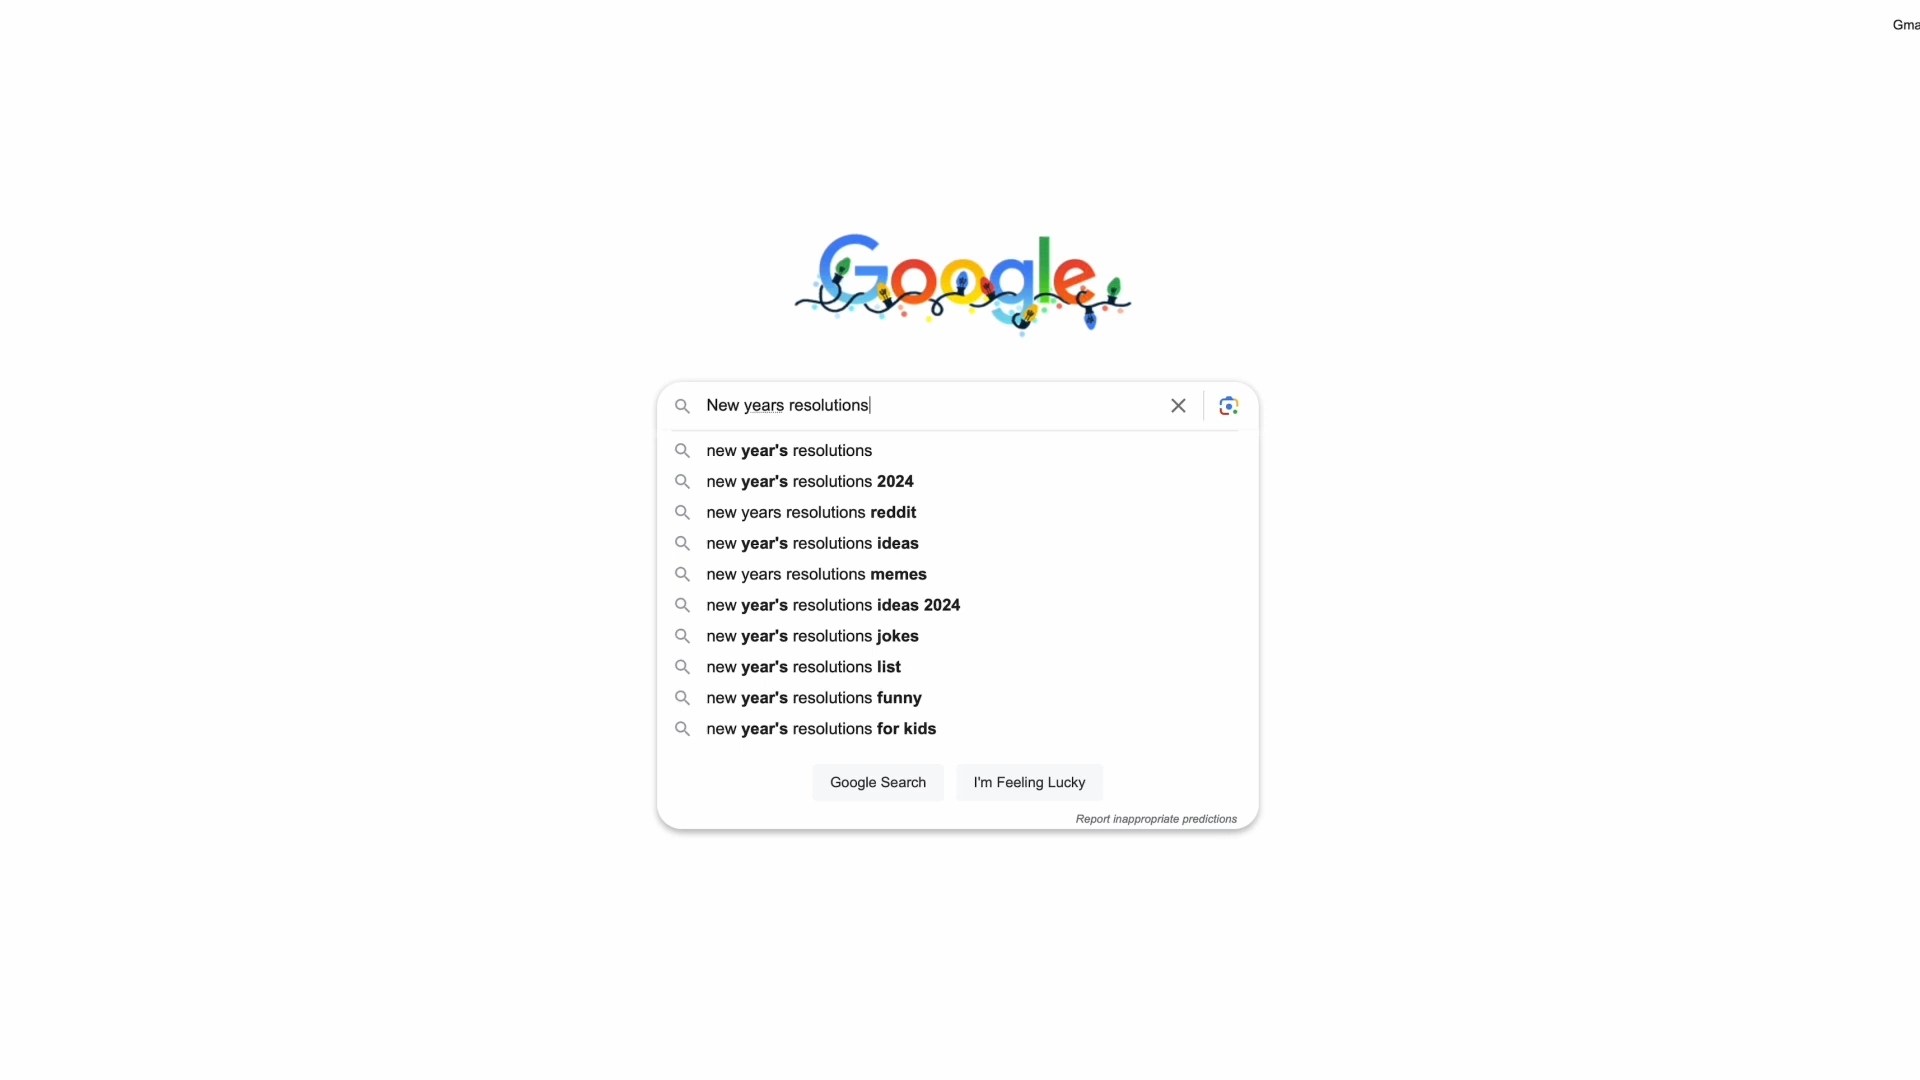 Gma
Google
New years resolutions
new year's resolutions
new year's resolutions 2024
new years resolutions reddit
new year's resolutions ideas
new years resolutions memes
new year's resolutions ideas 2024
new year's resolutions jokes
new year's resolutions list
new year's resolutions funny
new year's resolutions for kids
Google Search
I'm Feeling Lucky
Report inappropriate predictions